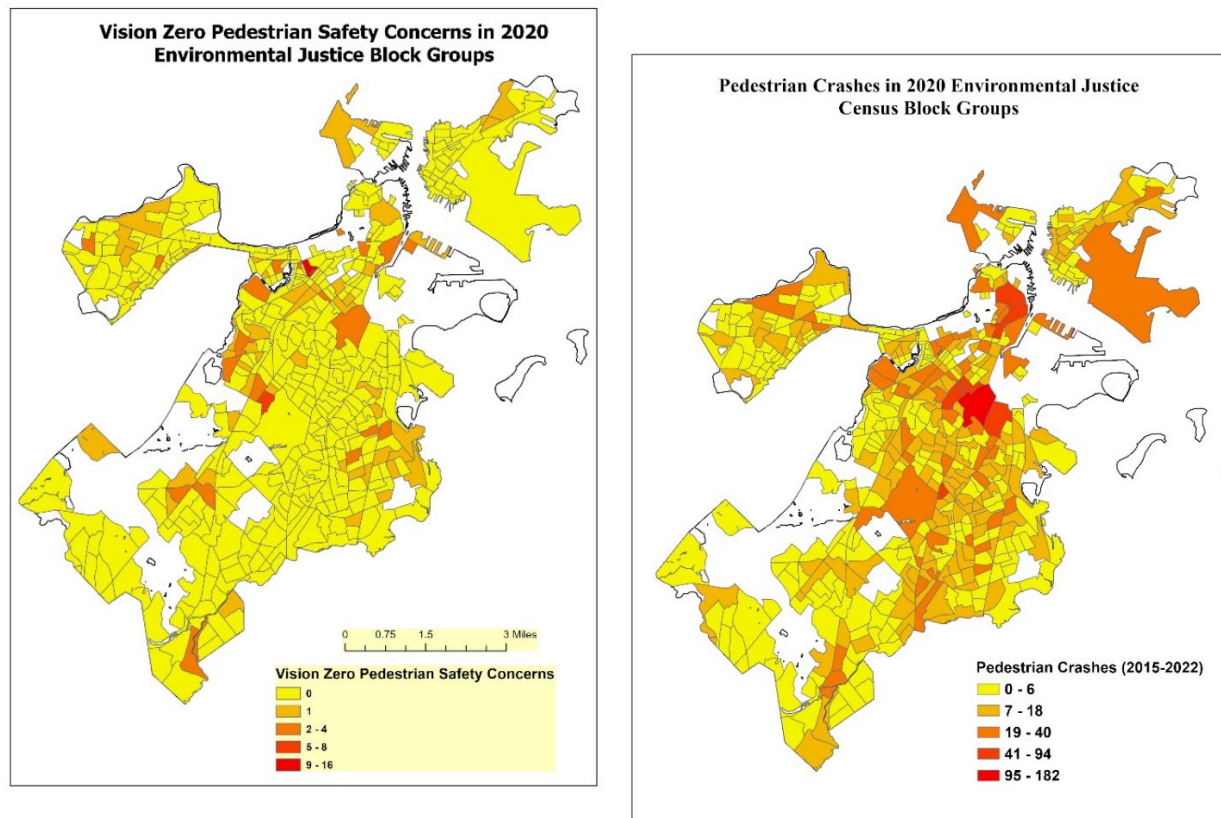 Vision Zero Pedestrian Safety Concerns in 2020
Environmental Justice Block Groups
0 0.75 1.5 3 Miles
Vision Zero Pedestrian Safety Concerns
0
1
2 - 4
5 - 8
9 - 16
Pedestrian Crashes in 2020 Environmental Justice
Census Block Groups
Pedestrian Crashes (2015-2022)
0 - 6
7 - 18
19 - 40
41 - 94
95 - 182